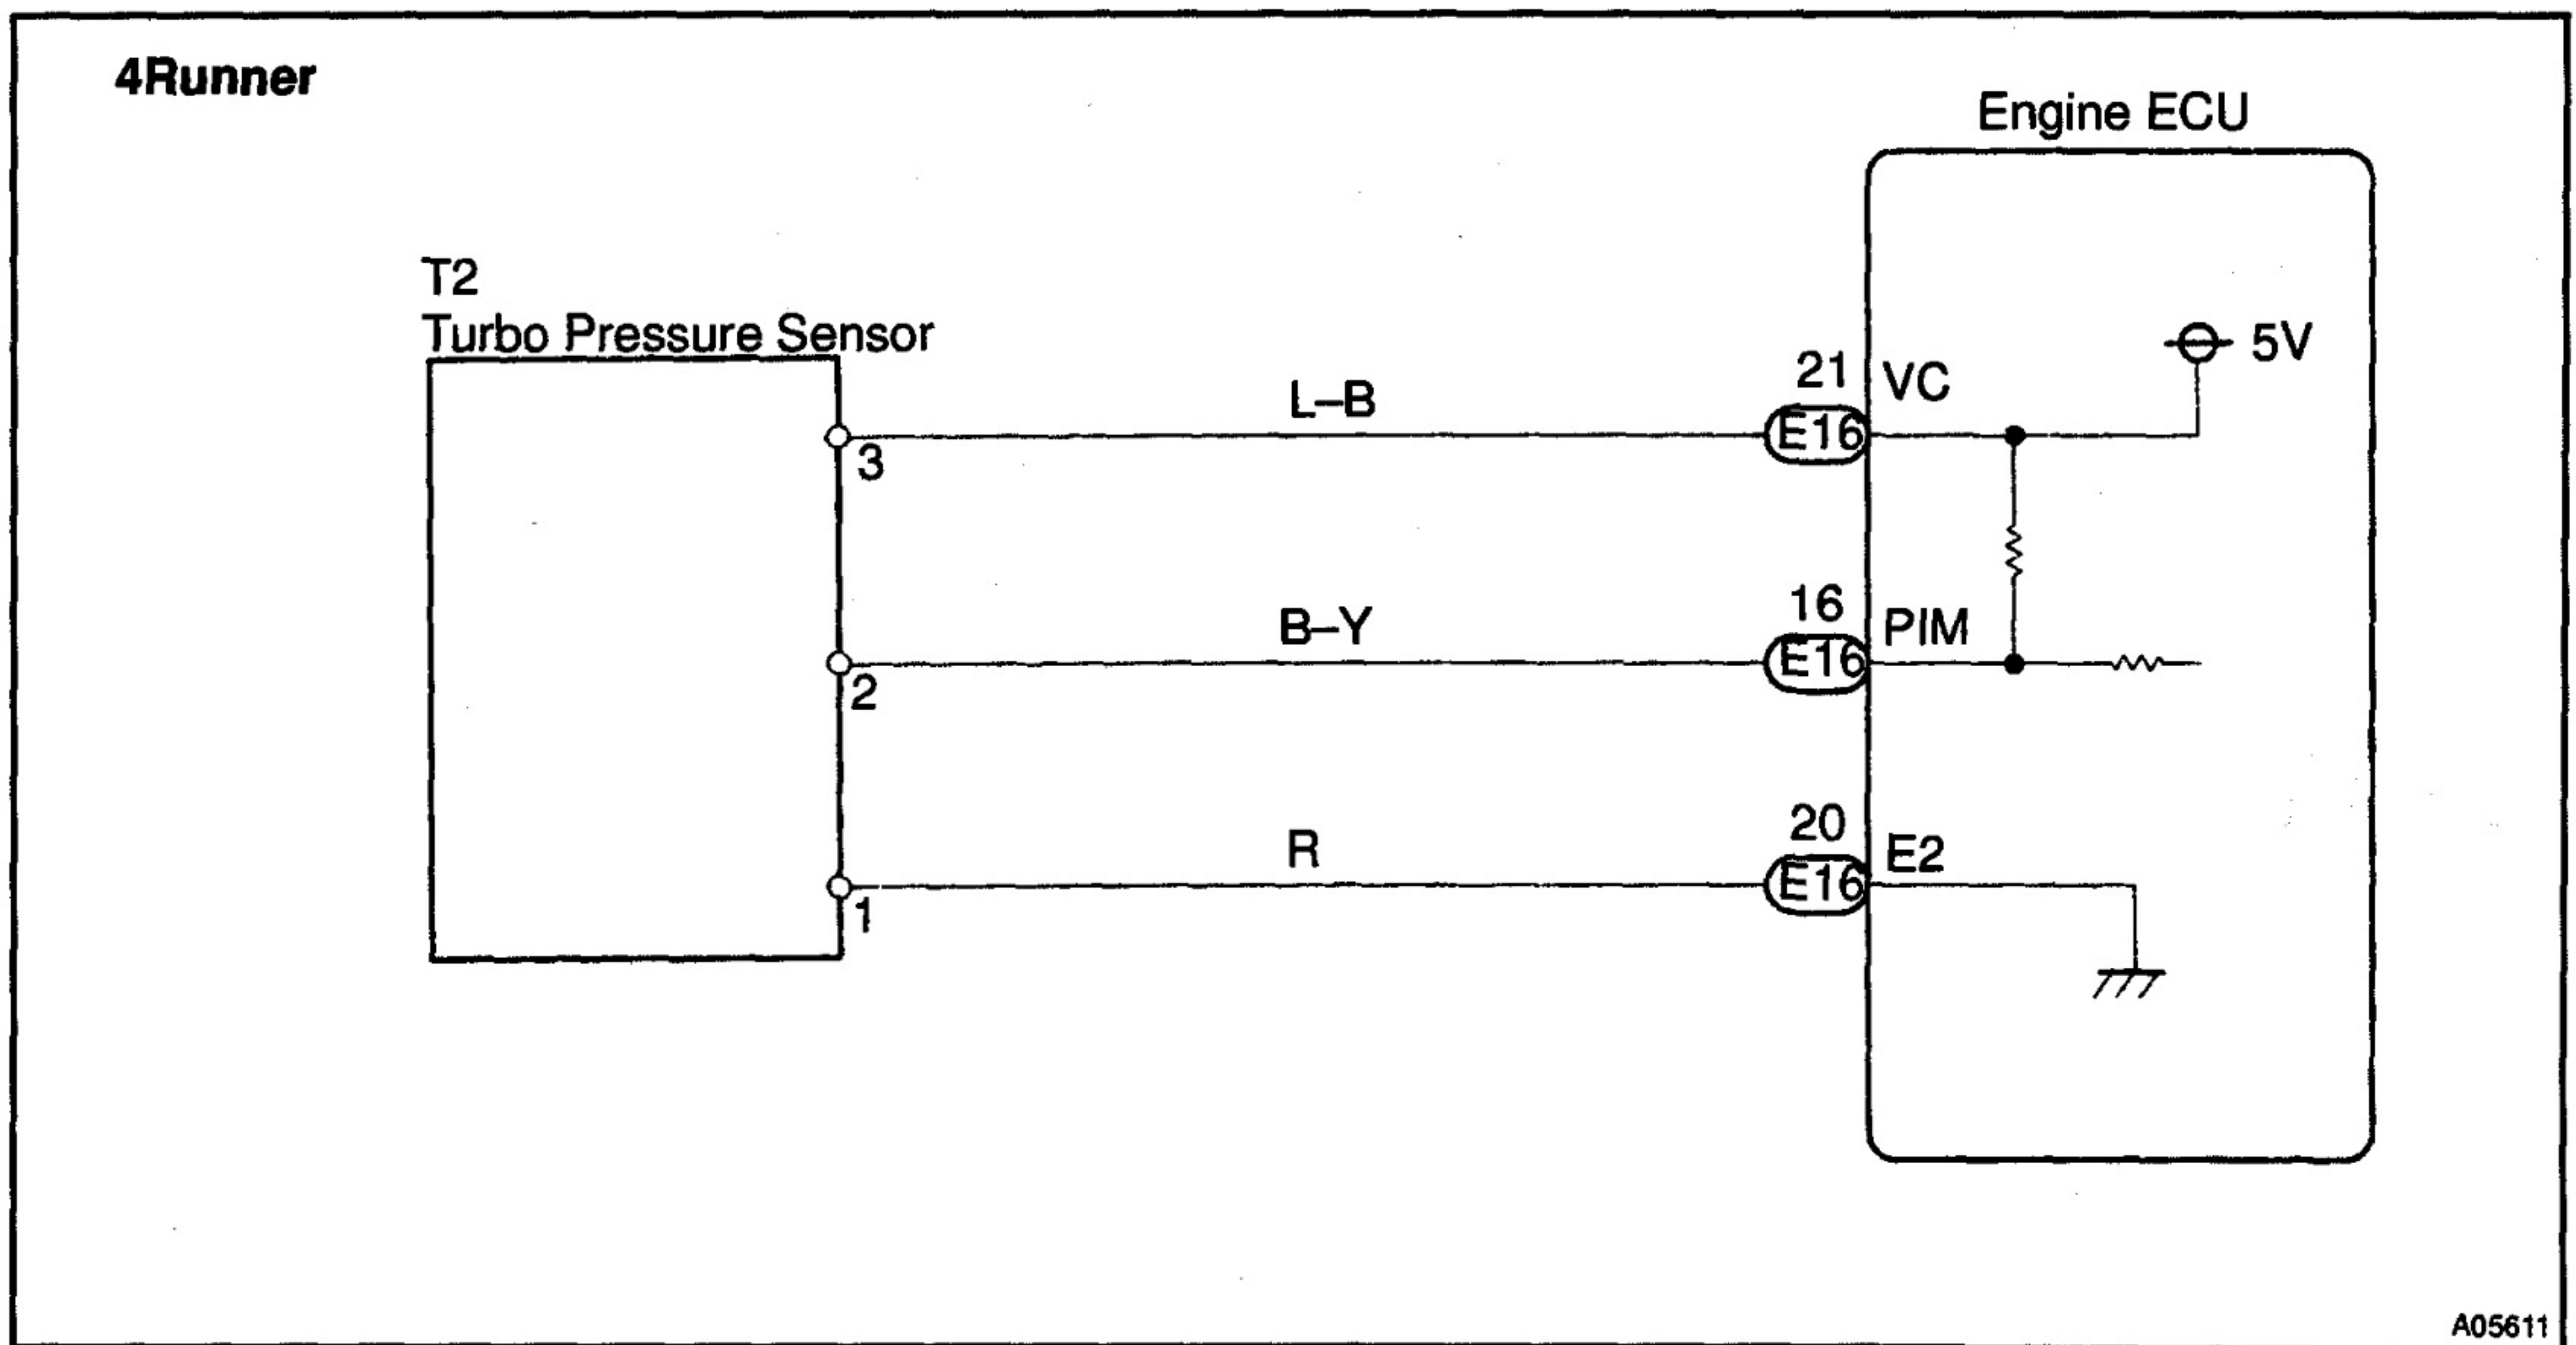 4Runner
Engine ECU
T2
Turbo Pressure Sensor
5V
21
VC
L–B
E16
3
16
PIM
B–Y
E16
2
20
E2
R
E16
1
A05611